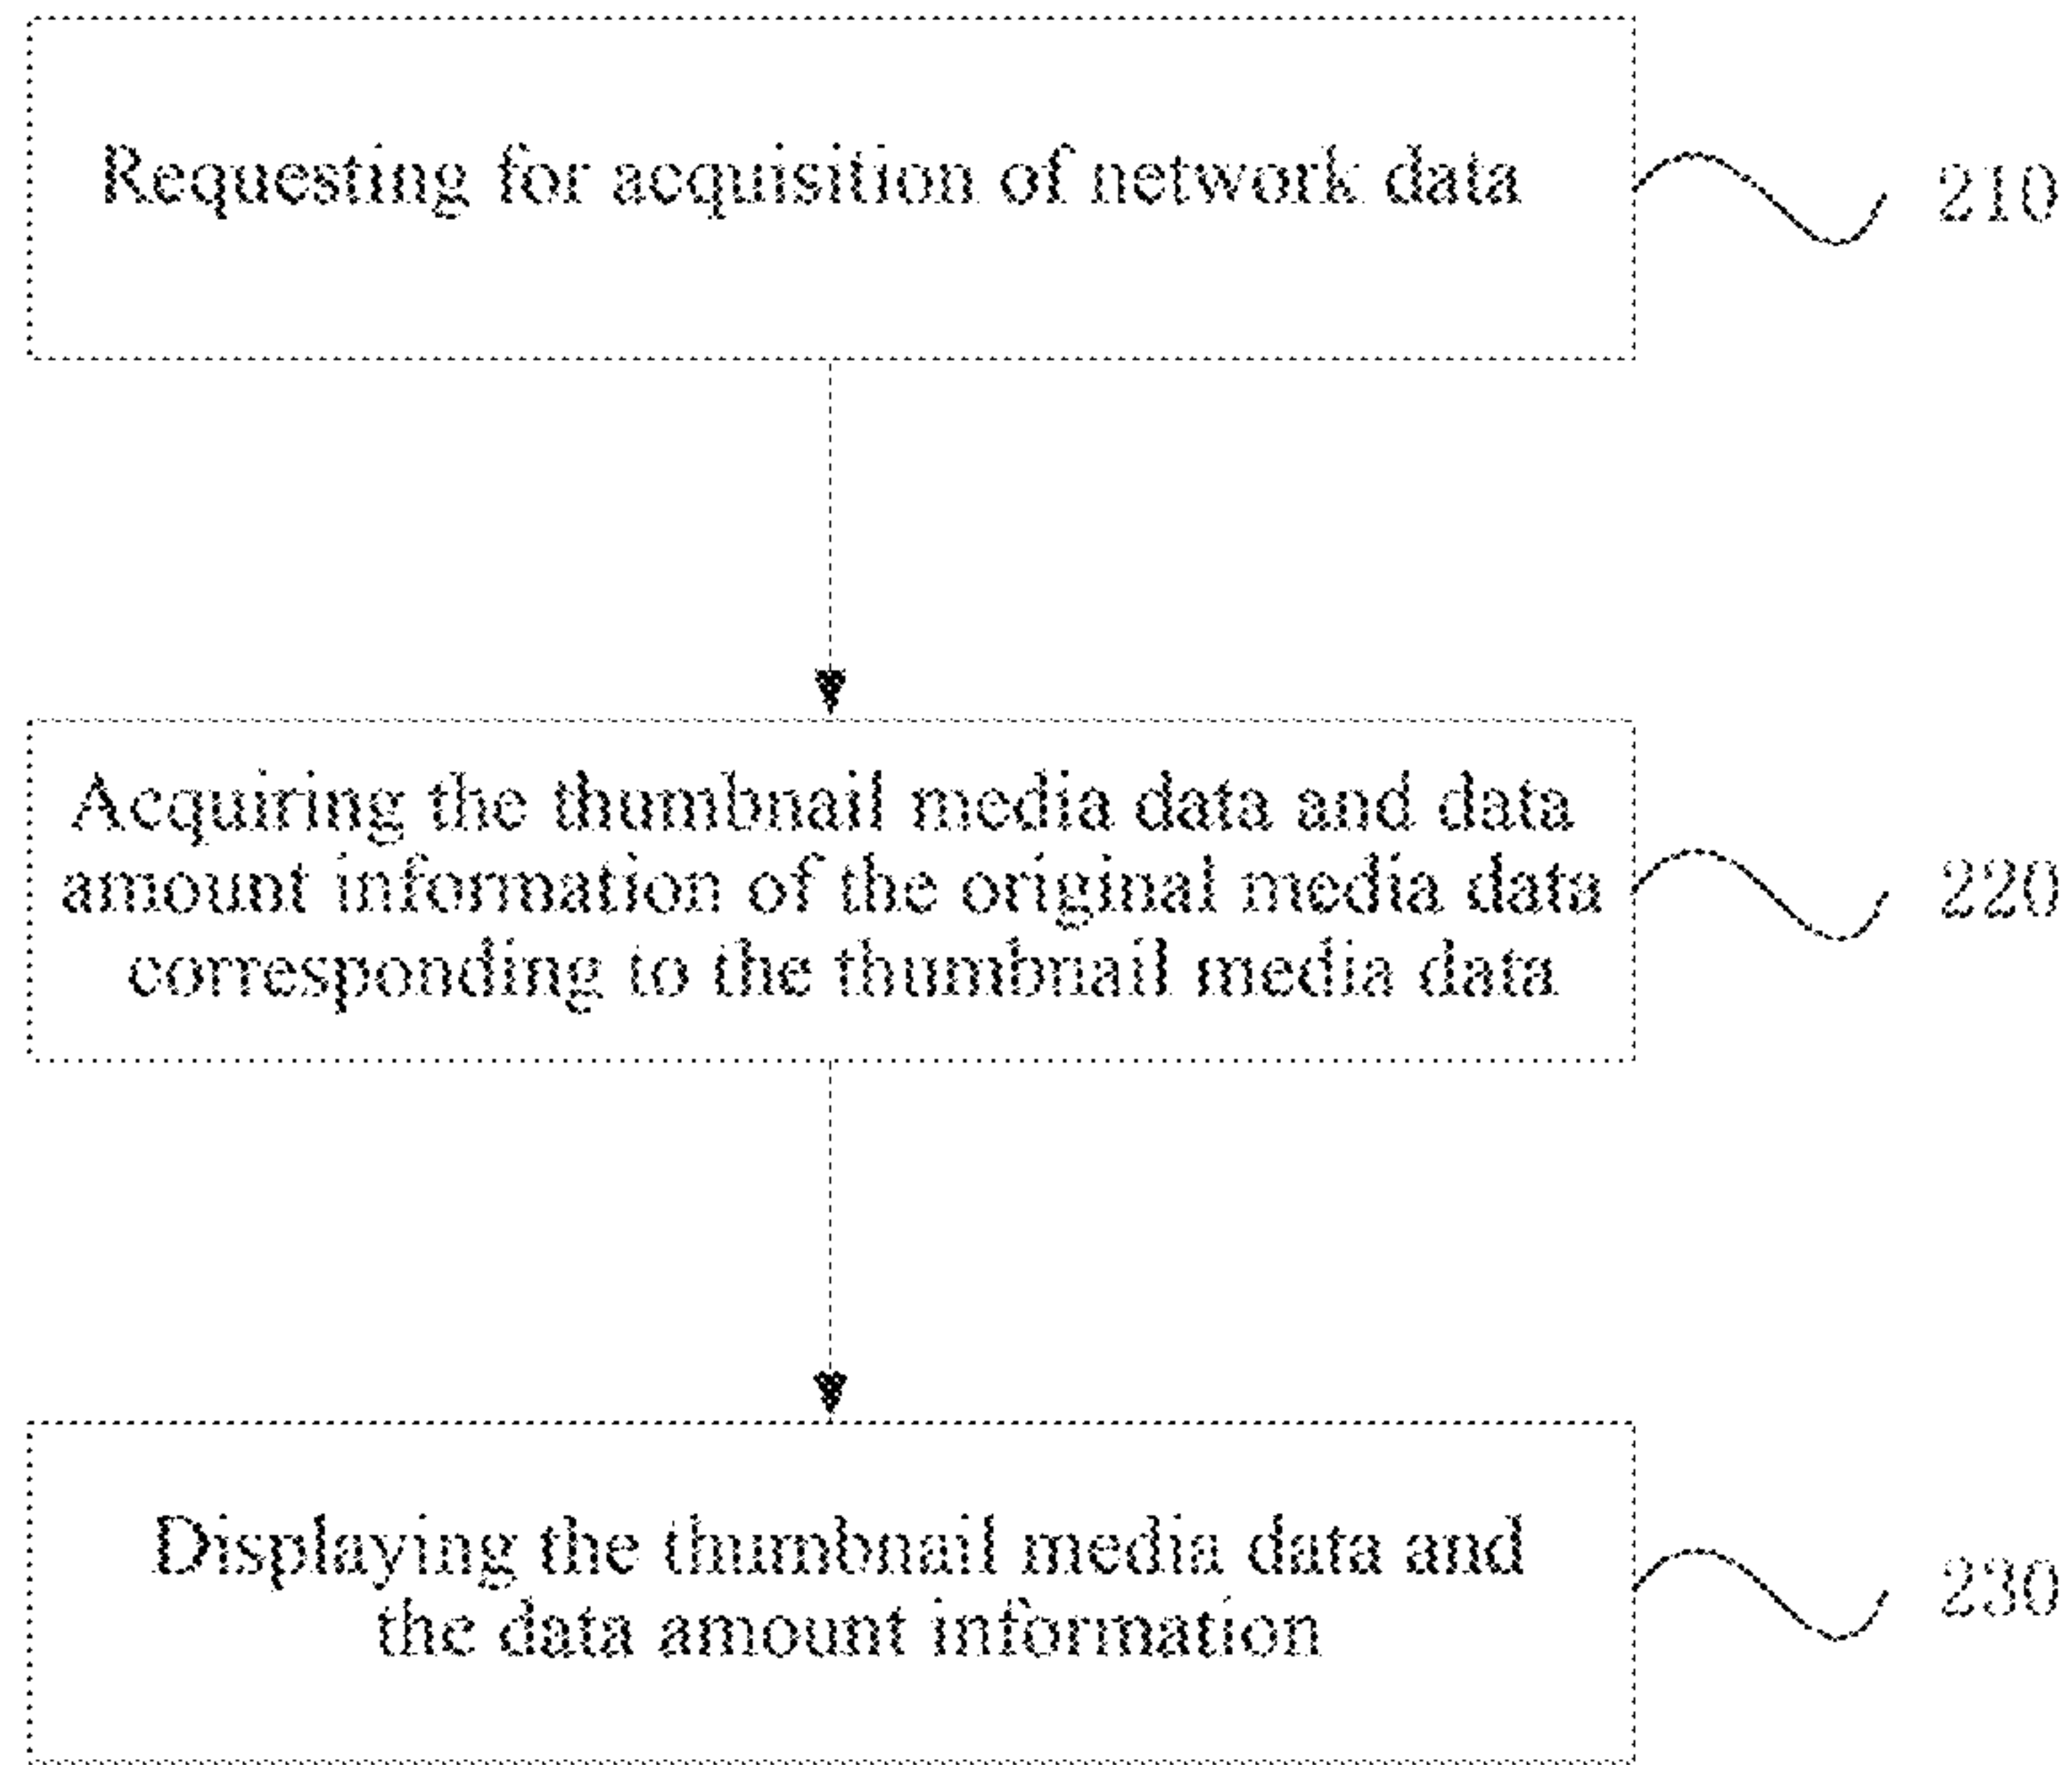 Requesting for acquisition of network data
210
Acquiring the thumbnail media data and data
amount information of the original media data
corresponding to the thumbnail media data
220
Displaying the thumbnail media data and
the data amount information
230